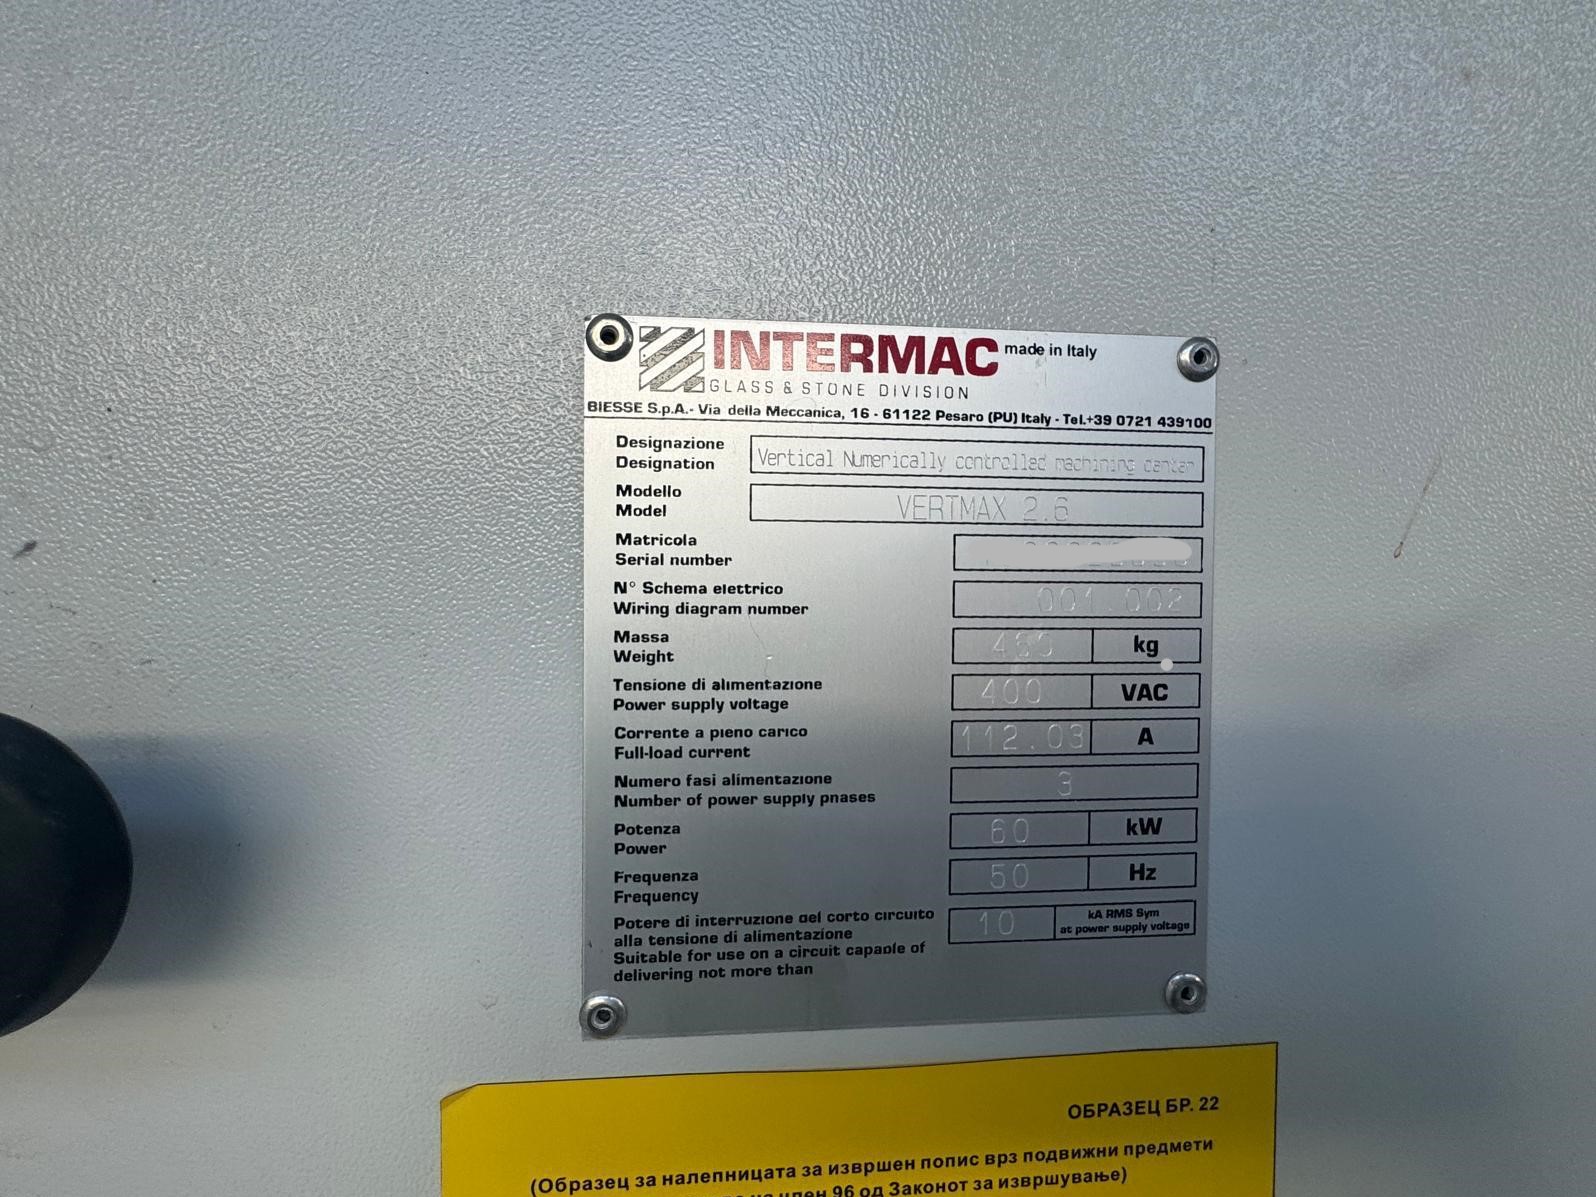 INTERMAC made in Italy
GLASS & STONE DIVISION
BIESSE S.p.A.- Via della Meccanica, 16 - 61122 Pesaro (PU) Italy - Tel.+39 0721 439100
Designazione
Designation
Vertical Numerically controlled machining center
Modello
Model
VERTMAX 2.6
Matricola
Serial number
N° Schema elettrico
Wiring diagram number
001.002
Massa
Weight
kg
Tensione di alimentazione
Power supply voltage
400 VAC
Corrente a pieno carico
Full-load current
112.03 A
Numero fasi alimentazione
Number of power supply phases
3
Potenza
Power
60 kW
Frequenza
Frequency
50 Hz
Potere di interruzione del corto circuito
alla tensione di alimentazione
Suitable for use on a circuit capable of
delivering not more than
10
kA RMS Sym
at power supply voltage
ОБРАЗЕЦ БР. 22
(Образец за налепницата за извршен попис врз подвижни предмети
член 96 од Законот за извршување)